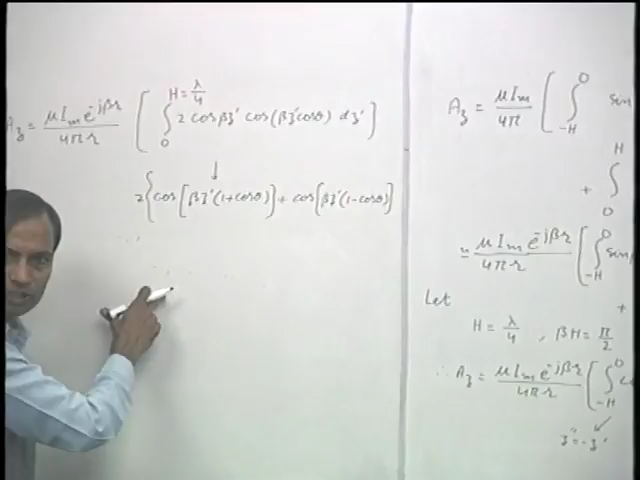 A_z = μI_m e^{-jβr} / 4πr [ ∫_0^{H=λ/4} 2 cosβz' cos(βz'cosθ) dz' ]
↓
2{ cos[βz'(1+cosθ)] + cos[βz'(1-cosθ)]
A_z = μI_m / 4π [ ∫_{-H}^0 sin
+ ∫_0^H
≃ μI_m e^{-jβr} / 4πr [ ∫_{-H}^0 sin
+
Let
H = λ/4 , βH = π/2
∴ A_z = μI_m e^{-jβr} / 4πr [ ∫_{-H}^0
z'' = -z'